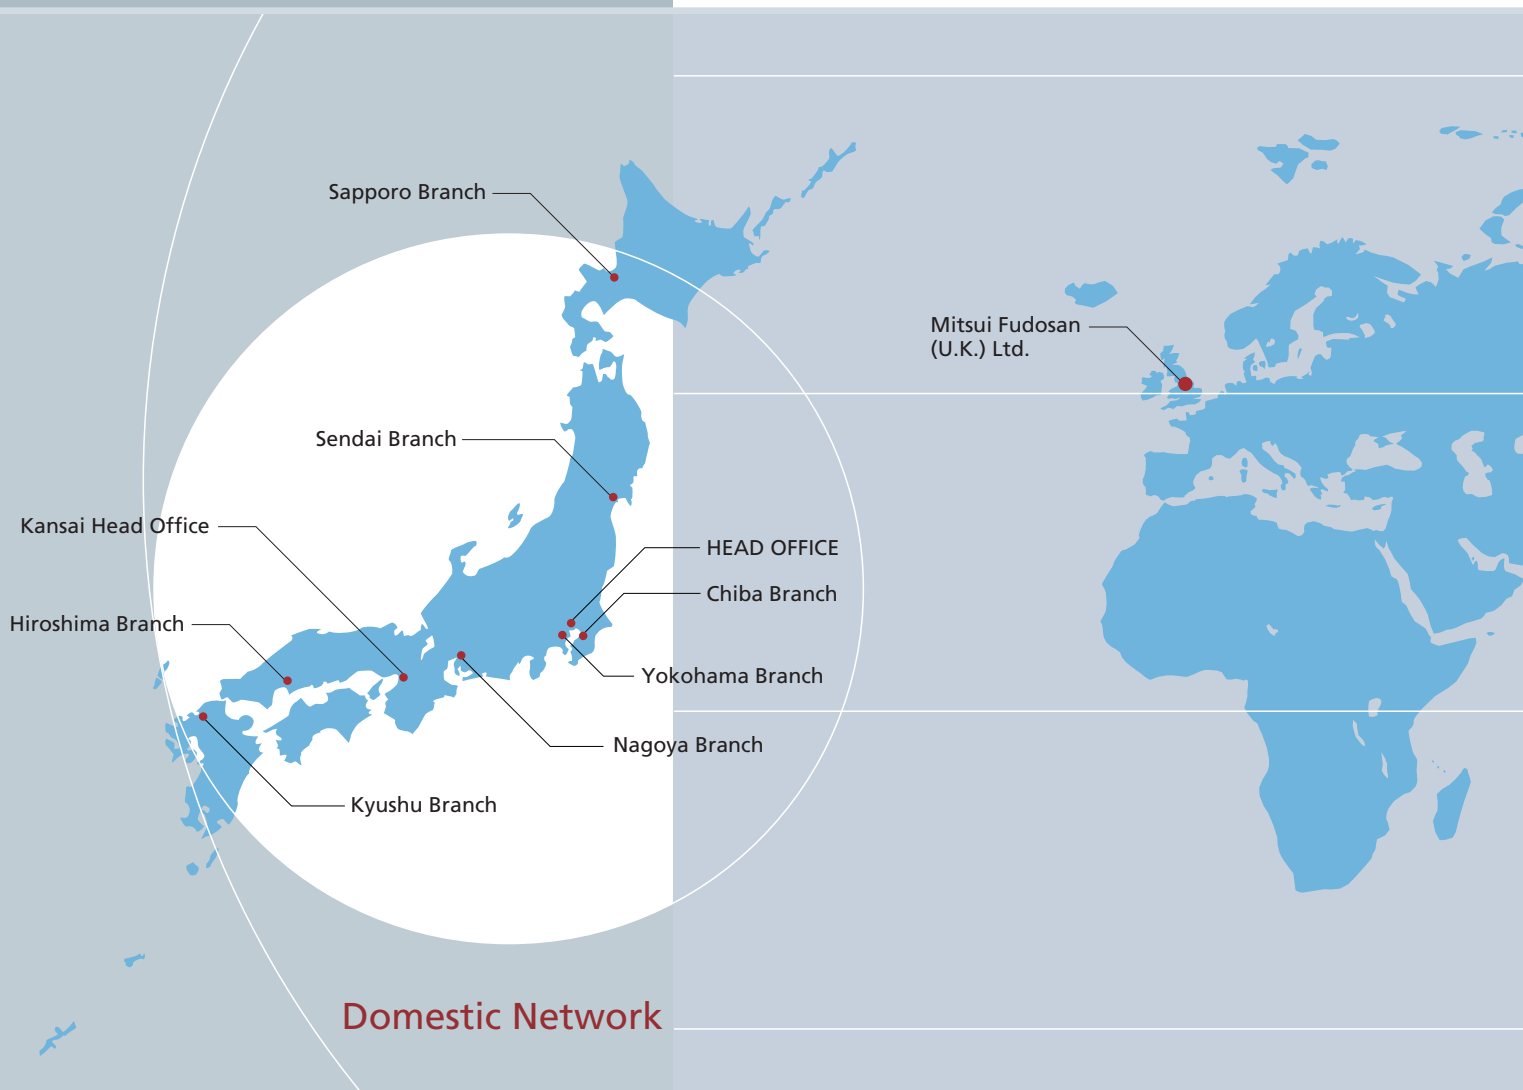 Sapporo Branch
Mitsui Fudosan
(U.K.) Ltd.
Sendai Branch
Kansai Head Office
HEAD OFFICE
Chiba Branch
Hiroshima Branch
Yokohama Branch
Nagoya Branch
Kyushu Branch
Domestic Network